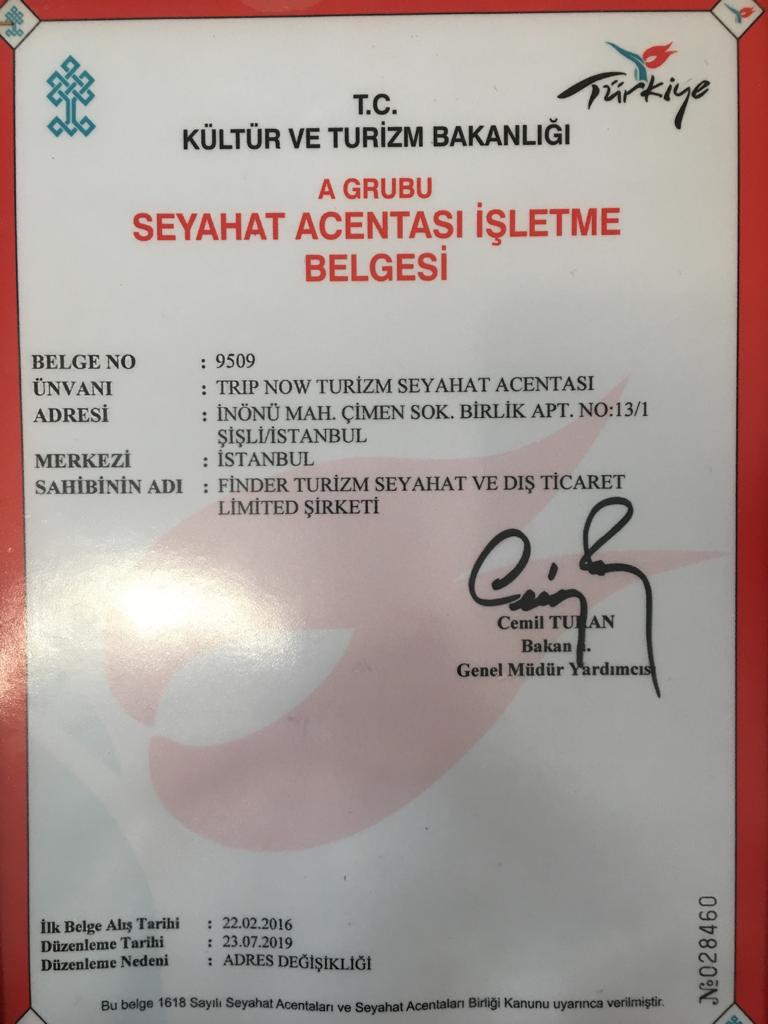 Türkiye
T.C.
KÜLTÜR VE TURİZM BAKANLIĞI
A GRUBU
SEYAHAT ACENTASI İŞLETME
BELGESİ
BELGE NO : 9509
ÜNVANI : TRIP NOW TURİZM SEYAHAT ACENTASI
ADRESİ : İNÖNÜ MAH. ÇİMEN SOK. BİRLİK APT. NO:13/1
ŞİŞLİ/İSTANBUL
MERKEZİ : İSTANBUL
SAHİBİNİN ADI : FİNDER TURİZM SEYAHAT VE DIŞ TİCARET
LİMİTED ŞİRKETİ
Cemil TURAN
Bakan a.
Genel Müdür Yardımcısı
İlk Belge Alış Tarihi : 22.02.2016
Düzenleme Tarihi : 23.07.2019
Düzenleme Nedeni : ADRES DEĞİŞİKLİĞİ
Bu belge 1618 Sayılı Seyahat Acentaları ve Seyahat Acentaları Birliği Kanunu uyarınca verilmiştir.
№028460